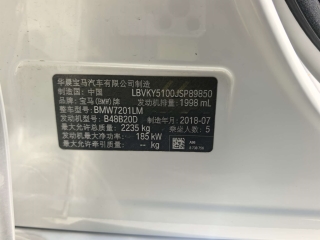 华晨宝马汽车有限公司制造
制造国：中国 LBVKY5100JSP89850
品牌：宝马(BMW)牌 发动机排量：1998 mL
整车型号：BMW7201LM
发动机型号：B48B20D 制造年月：2018-07
最大允许总质量：2235 kg 乘坐人数：5
发动机最大净功率：185 kW
最大允许牵引质量：-- kg